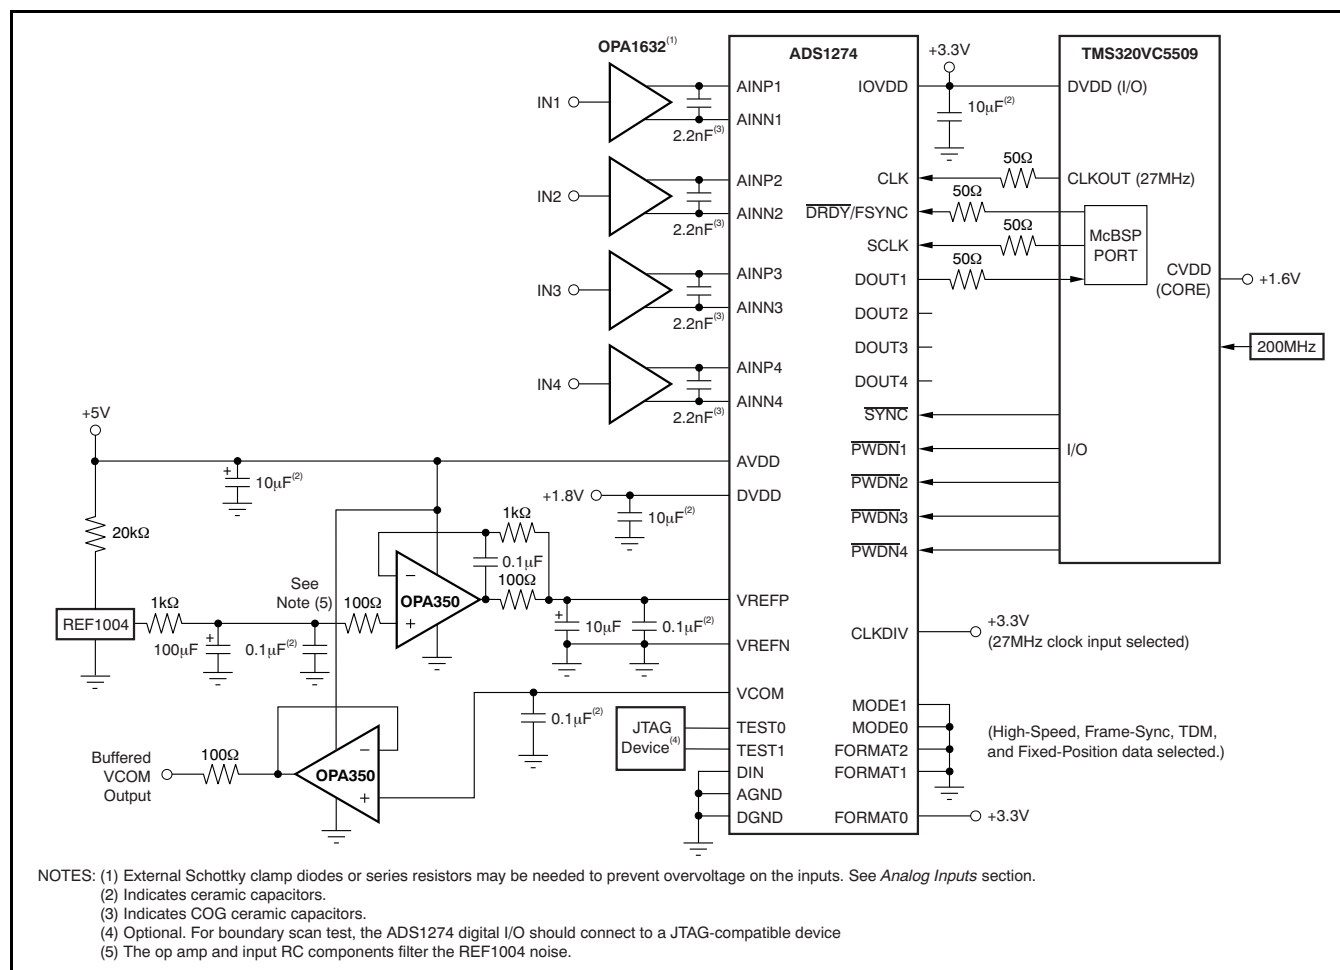 OPA1632(1)
ADS1274
TMS320VC5509
+3.3V
IN1
AINP1
AINN1
2.2nF(3)
IOVDD
DVDD (I/O)
10μF(2)
IN2
AINP2
AINN2
2.2nF(3)
CLK
50Ω
CLKOUT (27MHz)
DRDY/FSYNC
50Ω
SCLK
50Ω
McBSP
PORT
DOUT1
50Ω
CVDD
(CORE)
+1.6V
IN3
AINP3
AINN3
2.2nF(3)
DOUT2
DOUT3
DOUT4
200MHz
IN4
AINP4
AINN4
2.2nF(3)
SYNC
PWDN1
I/O
PWDN2
PWDN3
PWDN4
+5V
AVDD
+
10μF(2)
+1.8V
DVDD
10μF(2)
20kΩ
1kΩ
0.1μF
100Ω
REF1004
1kΩ
See
Note (5)
100Ω
−
OPA350
+
+
100μF
0.1μF(2)
VREFP
+
10μF
0.1μF(2)
VREFN
CLKDIV
+3.3V
(27MHz clock input selected)
VCOM
0.1μF(2)
JTAG
Device(4)
TEST0
TEST1
DIN
AGND
DGND
MODE1
MODE0
FORMAT2
FORMAT1
FORMAT0
+3.3V
(High-Speed, Frame-Sync, TDM,
and Fixed-Position data selected.)
Buffered
VCOM
Output
100Ω
−
OPA350
+
NOTES: (1) External Schottky clamp diodes or series resistors may be needed to prevent overvoltage on the inputs. See Analog Inputs section.
(2) Indicates ceramic capacitors.
(3) Indicates COG ceramic capacitors.
(4) Optional. For boundary scan test, the ADS1274 digital I/O should connect to a JTAG-compatible device
(5) The op amp and input RC components filter the REF1004 noise.